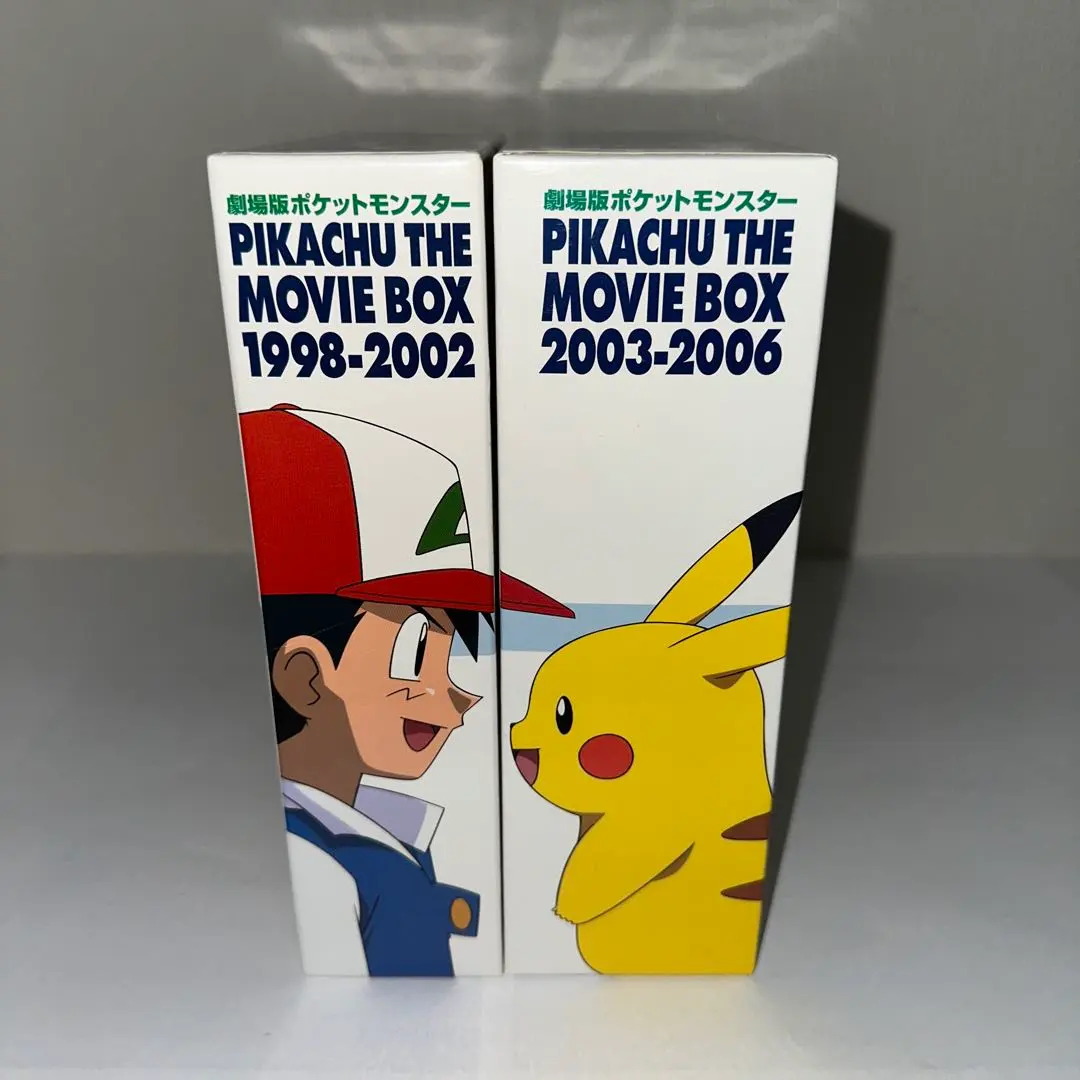 劇場版ポケットモンスター
PIKACHU THE
MOVIE BOX
1998-2002
劇場版ポケットモンスター
PIKACHU THE
MOVIE BOX
2003-2006